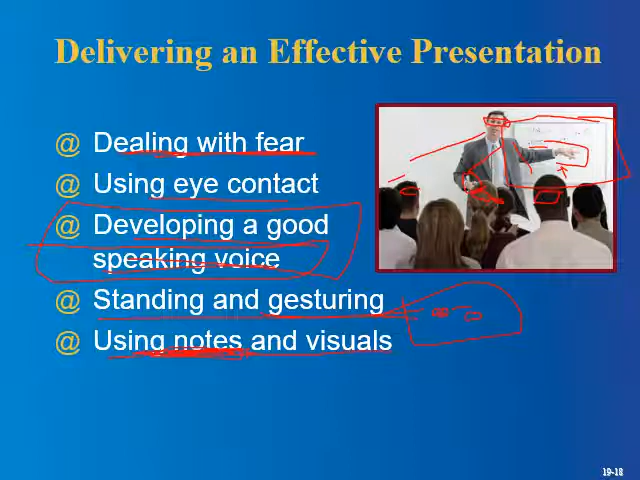 Delivering an Effective Presentation
@ Dealing with fear
@ Using eye contact
@ Developing a good
speaking voice
@ Standing and gesturing
@ Using notes and visuals
19-18